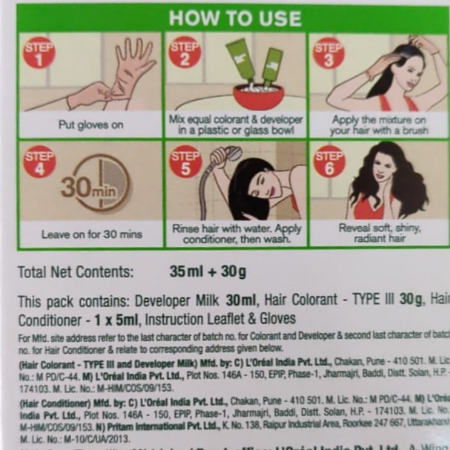 HOW TO USE
STEP 1
Put gloves on
STEP 2
Mix equal colorant & developer
in a plastic or glass bowl
STEP 3
Apply the mixture on
your hair with a brush
STEP 4
30min
Leave on for 30 mins
STEP 5
Rinse hair with water. Apply
conditioner, then wash.
STEP 6
Reveal soft, shiny,
radiant hair
Total Net Contents: 35ml + 30g
This pack contains: Developer Milk 30ml, Hair Colorant - TYPE III 30g, Hair
Conditioner - 1 x 5ml, Instruction Leaflet & Gloves
For Mfd. site address refer to the last character of batch no. for Colorant and Developer & second last character of batch
no. for Hair Conditioner & relate to corresponding address given below.
(Hair Colorant - TYPE III and Developer Milk) Mfd. by: C) L'Oréal India Pvt. Ltd., Chakan, Pune - 410 501. M. Lic.
No.: M PD/C-44. M) L'Oréal India Pvt. Ltd., Plot Nos. 146A - 150, EPIP, Phase-1, Jharmajri, Baddi, Distt. Solan, H.P. -
174103. M. Lic. No.: M-HIM/COS/09/153.
(Hair Conditioner) Mfd. by: C) L'Oréal India Pvt. Ltd., Chakan, Pune - 410 501. M. Lic. No.: M PD/C-44. M) L'Oréal
India Pvt. Ltd., Plot Nos. 146A - 150, EPIP, Phase-1, Jharmajri, Baddi, Distt. Solan, H.P. - 174103. M. Lic. No.:
M-HIM/COS/09/153. N) Pritam International Pvt. Ltd., K. No. 138, Raipur Industrial Area, Roorkee 247 667, Uttarakhand.
M. Lic. No.: M-10/C/UA/2013.
L'Oréal India Pvt. Ltd., A-Wing